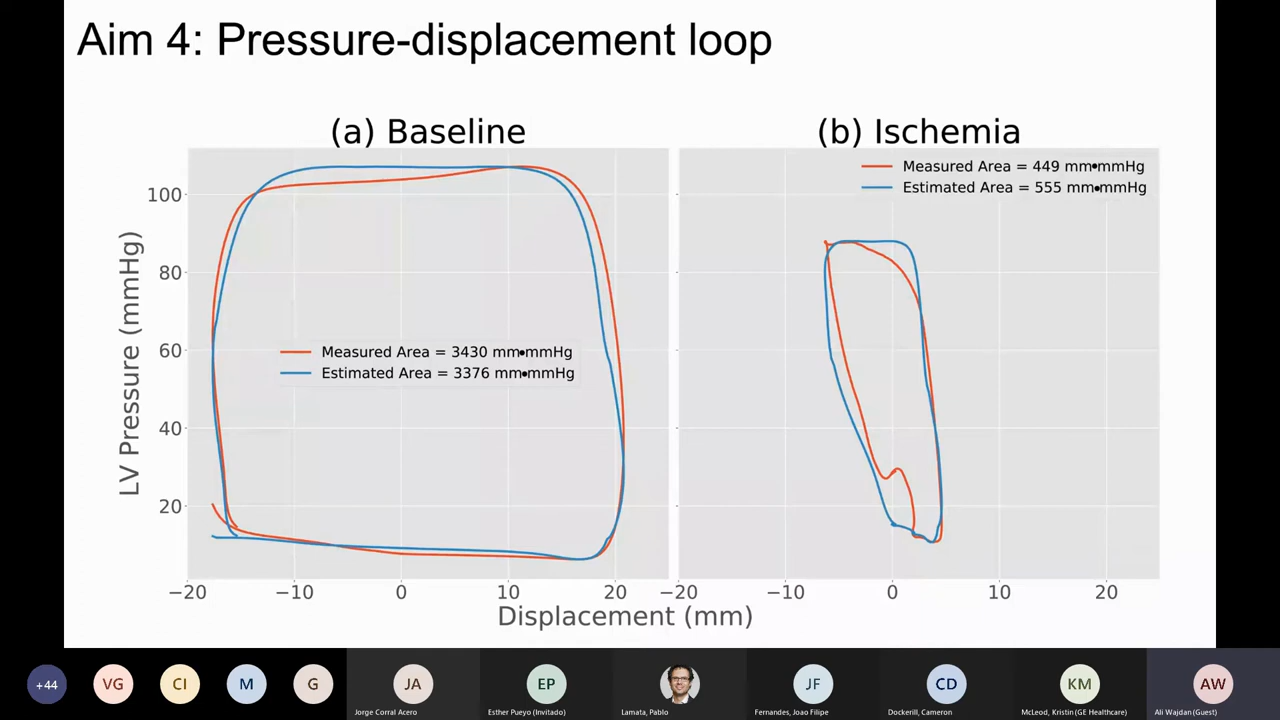 Aim 4: Pressure-displacement loop
(a) Baseline
(b) Ischemia
Measured Area = 449 mm•mmHg
Estimated Area = 555 mm•mmHg
Measured Area = 3430 mm•mmHg
Estimated Area = 3376 mm•mmHg
LV Pressure (mmHg)
100
80
60
40
20
−20 −10 0 10 20 −20 −10 0 10 20
Displacement (mm)
+44 VG CI M G JA EP JF CD KM AW
Jorge Corral Acero Esther Pueyo (Invitado) Lamata, Pablo Fernandes, Joao Filipe Dockerill, Cameron McLeod, Kristin (GE Healthcare) Ali Wajdan (Guest)